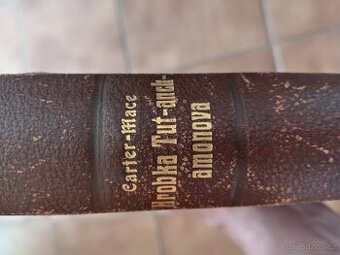 Carter-Mace
Hrobka Tut-anch-
amonova